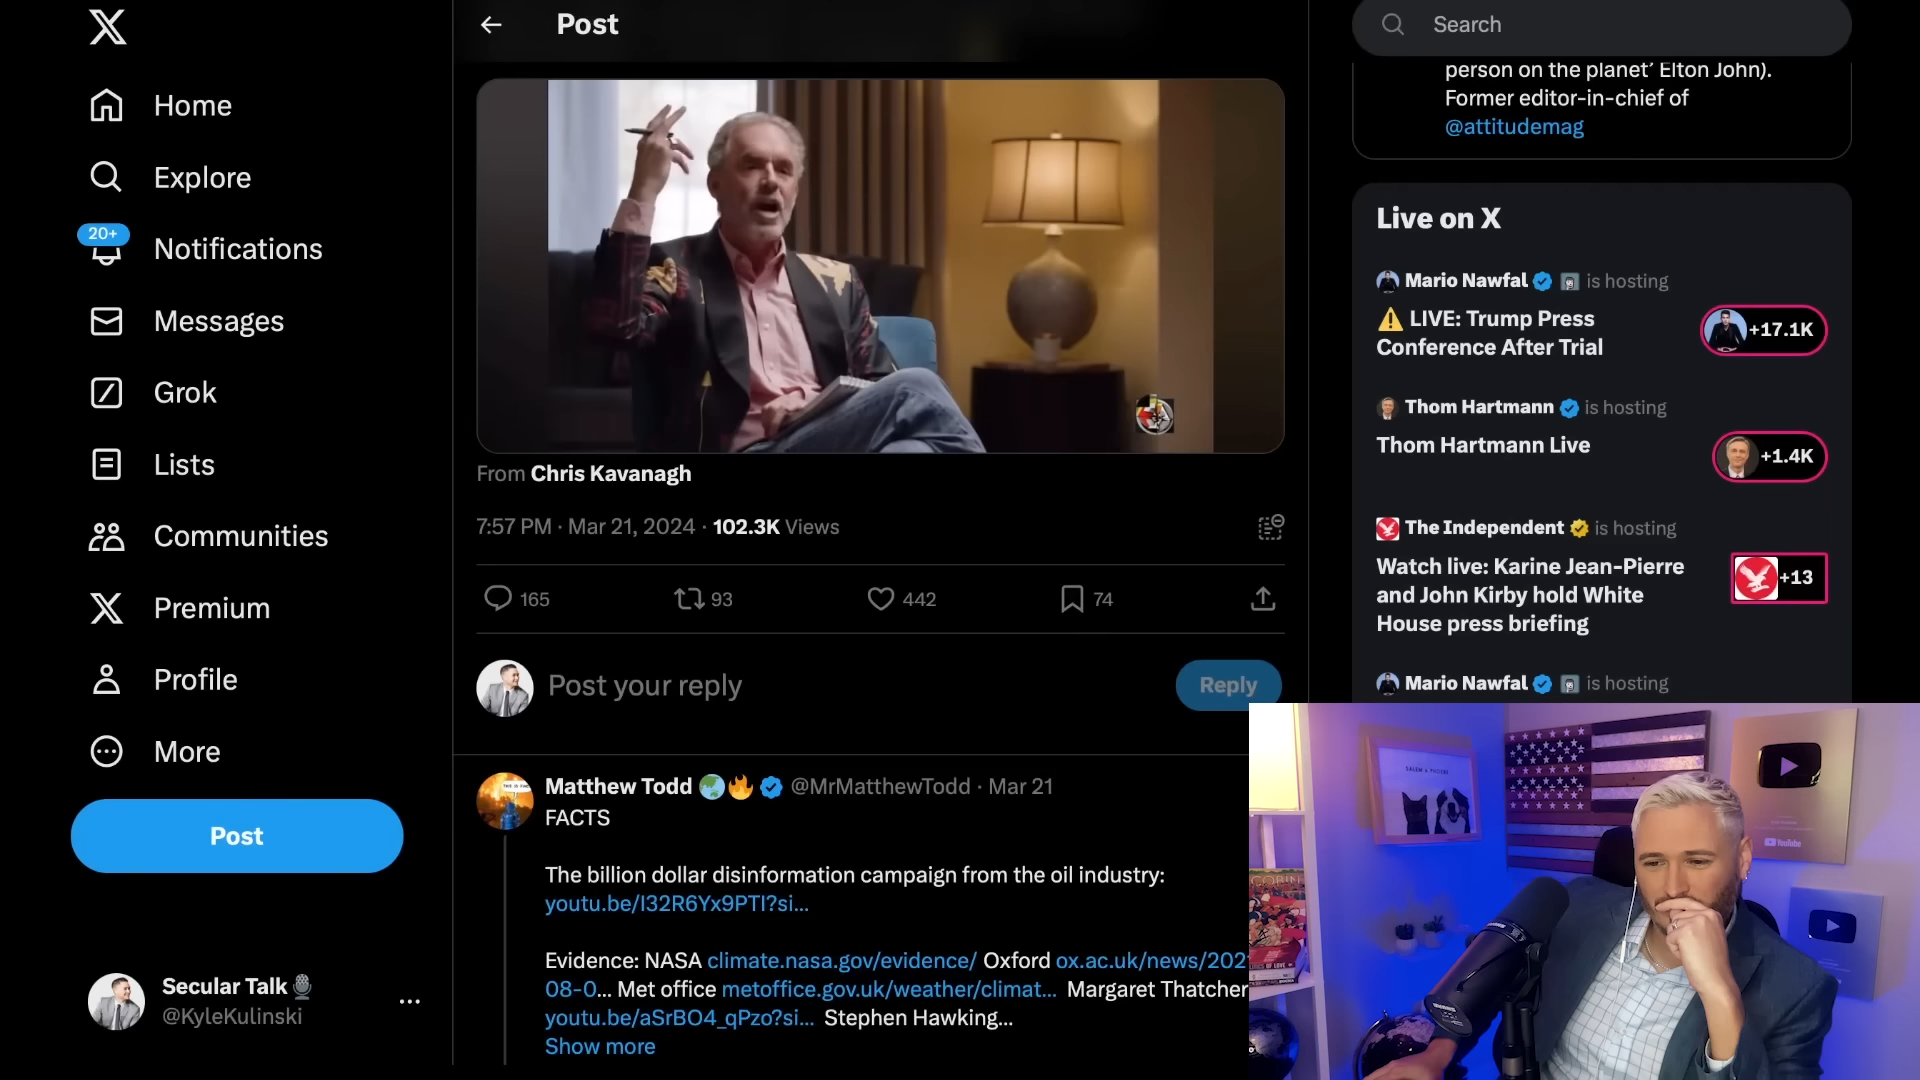 Home
Explore
20+
Notifications
Messages
Grok
Lists
Communities
Premium
Profile
More
Post
Secular Talk
@KyleKulinski
Post
From Chris Kavanagh
7:57 PM · Mar 21, 2024 · 102.3K Views
165
93
442
74
Post your reply
Reply
Matthew Todd @MrMatthewTodd · Mar 21
FACTS
The billion dollar disinformation campaign from the oil industry:
youtu.be/I32R6Yx9PTI?si...
Evidence: NASA climate.nasa.gov/evidence/ Oxford ox.ac.uk/news/202
08-0... Met office metoffice.gov.uk/weather/climat... Margaret Thatcher
youtu.be/aSrBO4_qPzo?si... Stephen Hawking...
Show more
Search
person on the planet’ Elton John).
Former editor-in-chief of
@attitudemag
Live on X
Mario Nawfal is hosting
LIVE: Trump Press
Conference After Trial
+17.1K
Thom Hartmann is hosting
Thom Hartmann Live
+1.4K
The Independent is hosting
Watch live: Karine Jean-Pierre
and John Kirby hold White
House press briefing
+13
Mario Nawfal is hosting
YouTube